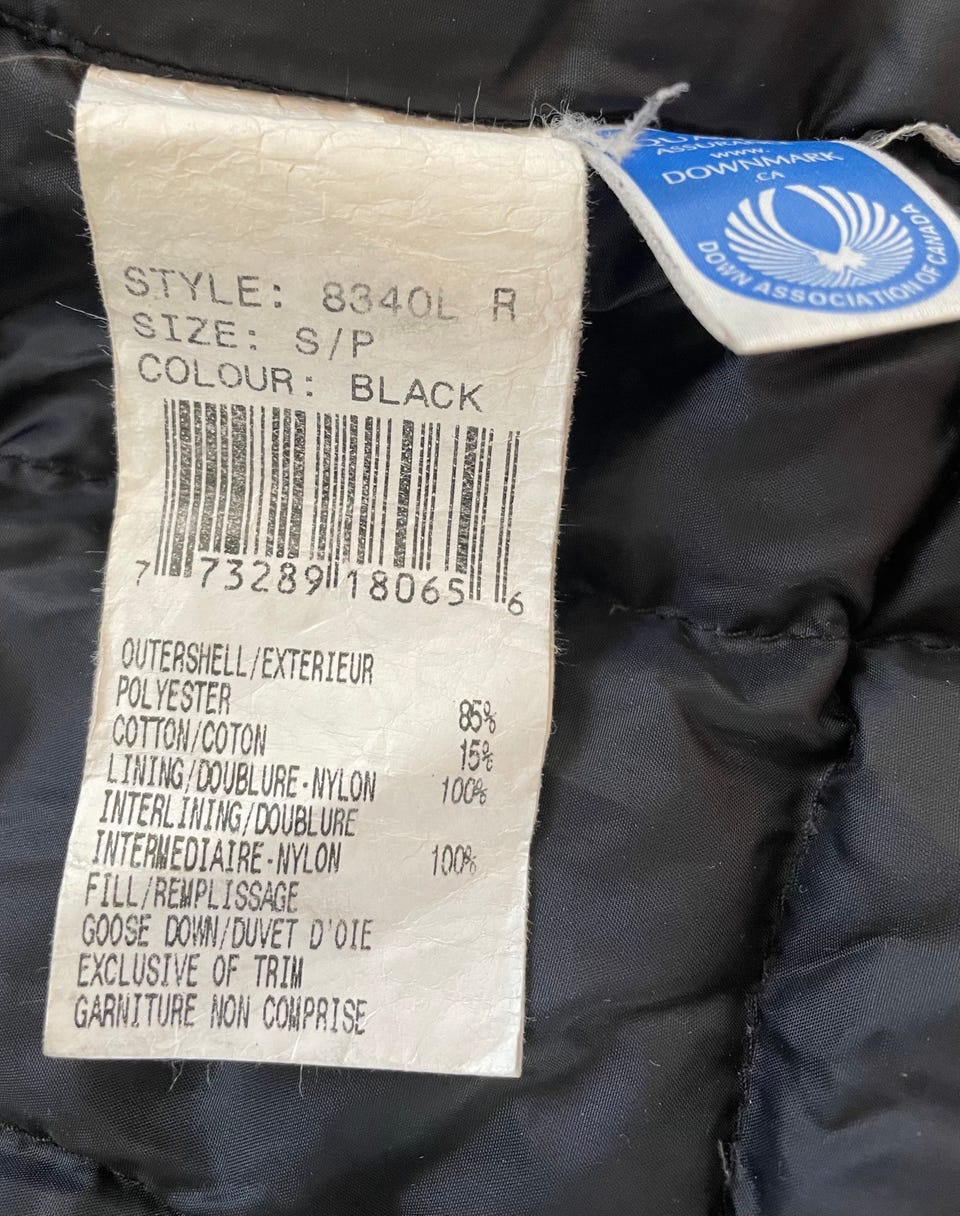 STYLE: 8340L R
SIZE: S/P
COLOUR: BLACK
7 73289 18065 6
OUTERSHELL/EXTERIEUR
POLYESTER 85%
COTTON/COTON 15%
LINING/DOUBLURE-NYLON 100%
INTERLINING/DOUBLURE
INTERMEDIAIRE-NYLON 100%
FILL/REMPLISSAGE
GOOSE DOWN/DUVET D'OIE
EXCLUSIVE OF TRIM
GARNITURE NON COMPRISE
www.
DOWNMARK
.CA
DOWN ASSOCIATION OF CANADA